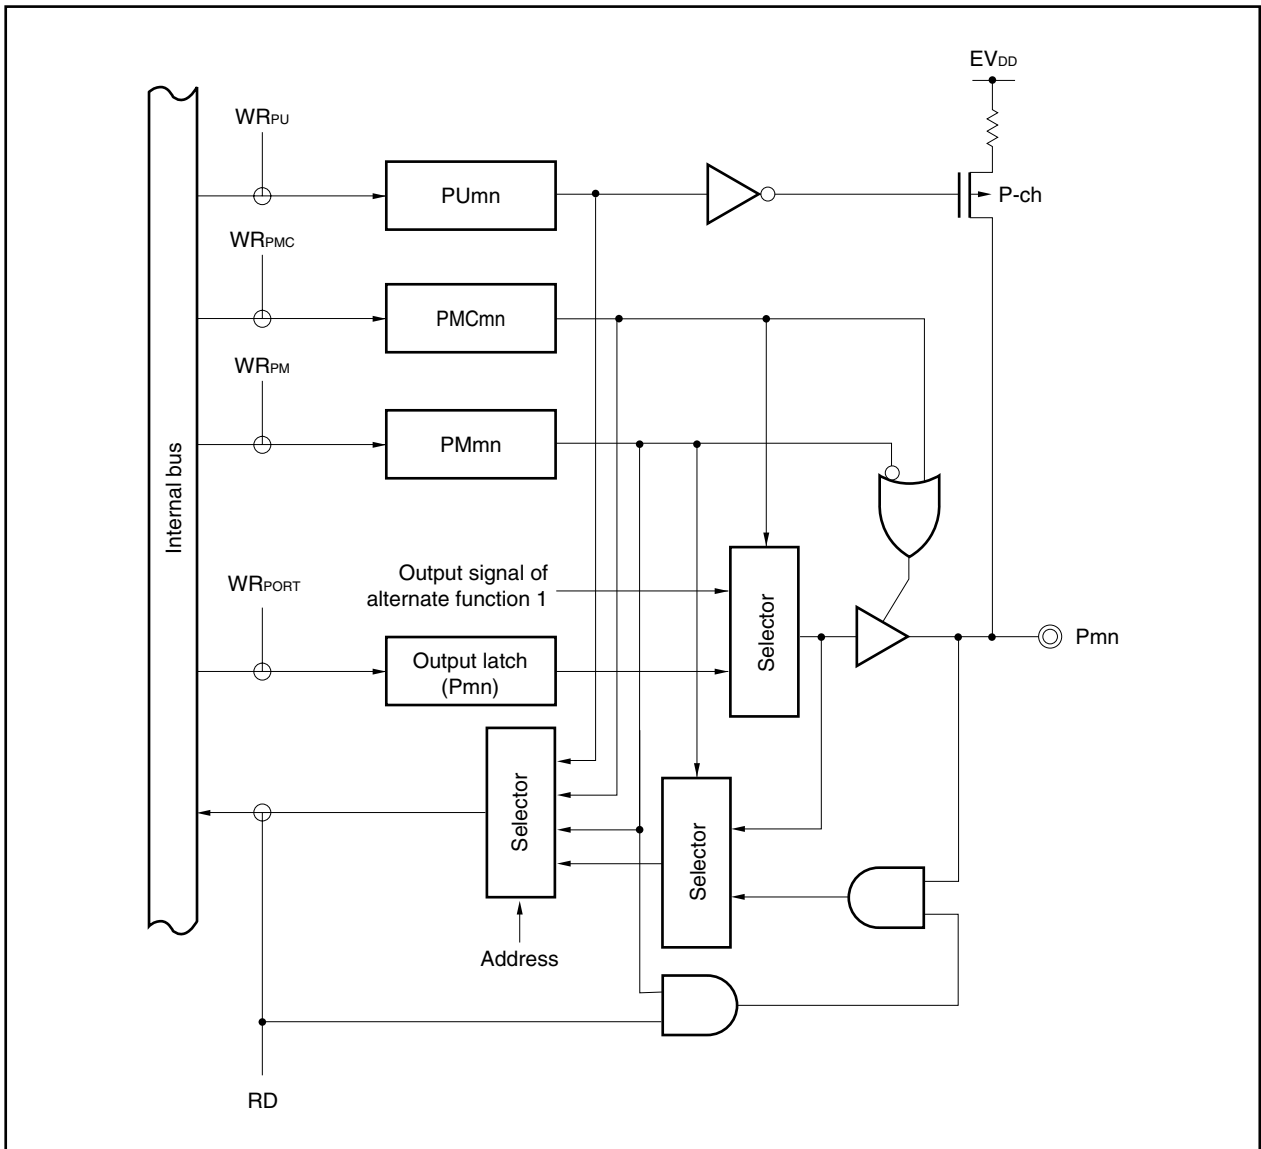 EVDD
WRPU
PUmn
P-ch
WRPMC
PMCmn
WRPM
PMmn
Internal bus
Output signal of
alternate function 1
WRPORT
Selector
Output latch
(Pmn)
Pmn
Selector
Selector
Address
RD